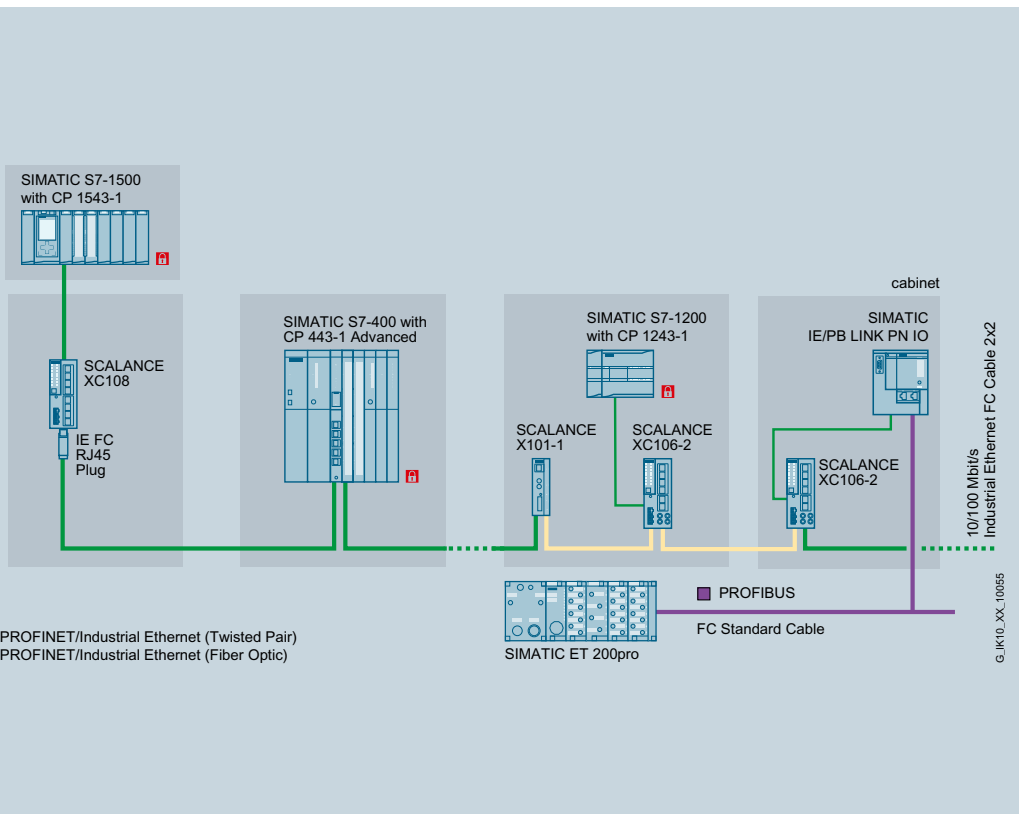 SIMATIC S7-1500
with CP 1543-1
SCALANCE
XC108
IE FC
RJ45
Plug
SIMATIC S7-400 with
CP 443-1 Advanced
SIMATIC S7-1200
with CP 1243-1
SCALANCE
X101-1
SCALANCE
XC106-2
cabinet
SIMATIC
IE/PB LINK PN IO
SCALANCE
XC106-2
10/100 Mbit/s
Industrial Ethernet FC Cable 2x2
PROFIBUS
FC Standard Cable
SIMATIC ET 200pro
PROFINET/Industrial Ethernet (Twisted Pair)
PROFINET/Industrial Ethernet (Fiber Optic)
G_IK10_XX_10055